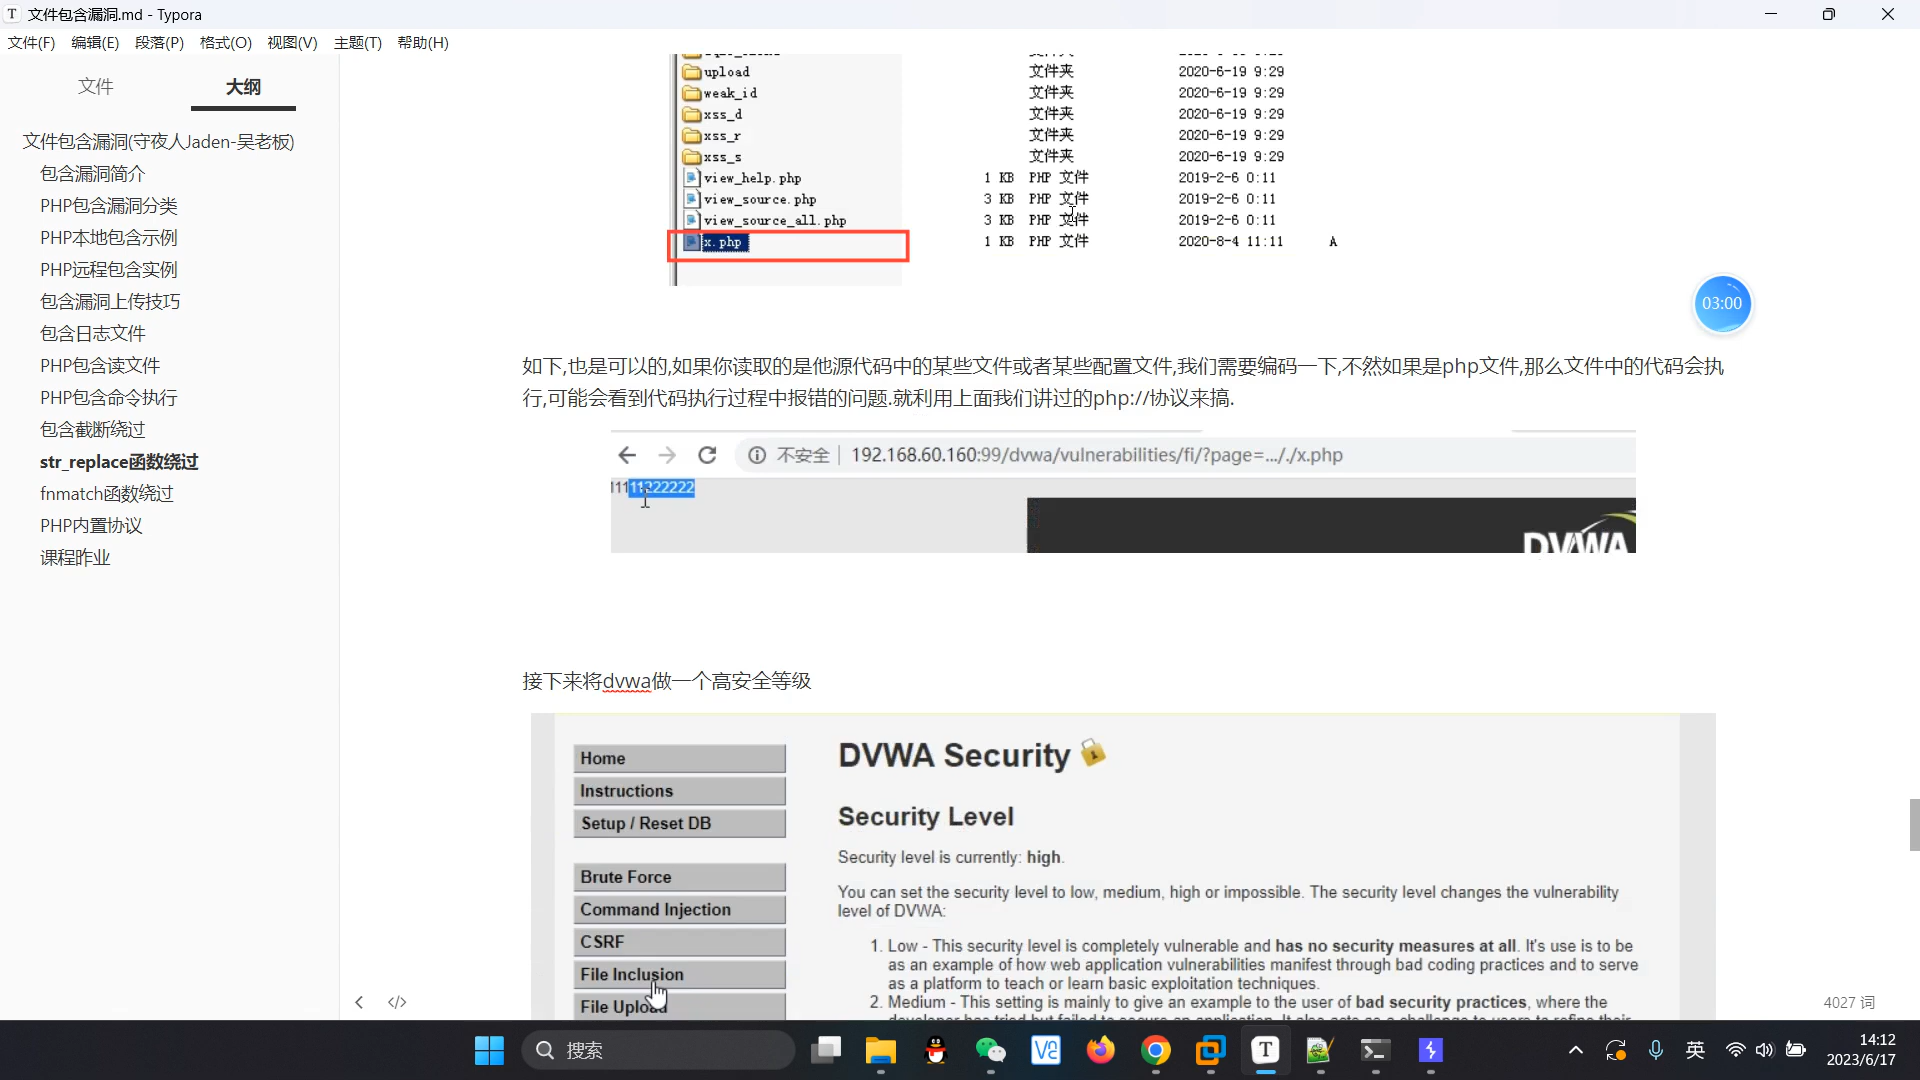 文件包含漏洞.md - Typora
文件(F) 编辑(E) 段落(P) 格式(O) 视图(V) 主题(T) 帮助(H)
文件 大纲
文件包含漏洞(守夜人Jaden-吴老板)
包含漏洞简介
PHP包含漏洞分类
PHP本地包含示例
PHP远程包含实例
包含漏洞上传技巧
包含日志文件
PHP包含读文件
PHP包含命令执行
包含截断绕过
str_replace函数绕过
fnmatch函数绕过
PHP内置协议
课程昨业
upload 文件夹 2020-6-19 9:29
weak_id 文件夹 2020-6-19 9:29
xss_d 文件夹 2020-6-19 9:29
xss_r 文件夹 2020-6-19 9:29
xss_s 文件夹 2020-6-19 9:29
view_help.php 1 KB PHP 文件 2019-2-6 0:11
view_source.php 3 KB PHP 文件 2019-2-6 0:11
view_source_all.php 3 KB PHP 文件 2019-2-6 0:11
x.php 1 KB PHP 文件 2020-8-4 11:11 A
03:00
如下,也是可以的,如果你读取的是他源代码中的某些文件或者某些配置文件,我们需要编码一下,不然如果是php文件,那么文件中的代码会执
行,可能会看到代码执行过程中报错的问题.就利用上面我们讲过的php://协议来搞.
不安全 192.168.60.160:99/dvwa/vulnerabilities/fi/?page=..././x.php
DVWA
接下来将dvwa做一个高安全等级
Home
Instructions
Setup / Reset DB
Brute Force
Command Injection
CSRF
File Inclusion
File Upload
DVWA Security
Security Level
Security level is currently: high.
You can set the security level to low, medium, high or impossible. The security level changes the vulnerability
level of DVWA:
1. Low - This security level is completely vulnerable and has no security measures at all. It's use is to be
as an example of how web application vulnerabilities manifest through bad coding practices and to serve
as a platform to teach or learn basic exploitation techniques.
2. Medium - This setting is mainly to give an example to the user of bad security practices, where the
4027 词
搜索
英
14:12
2023/6/17